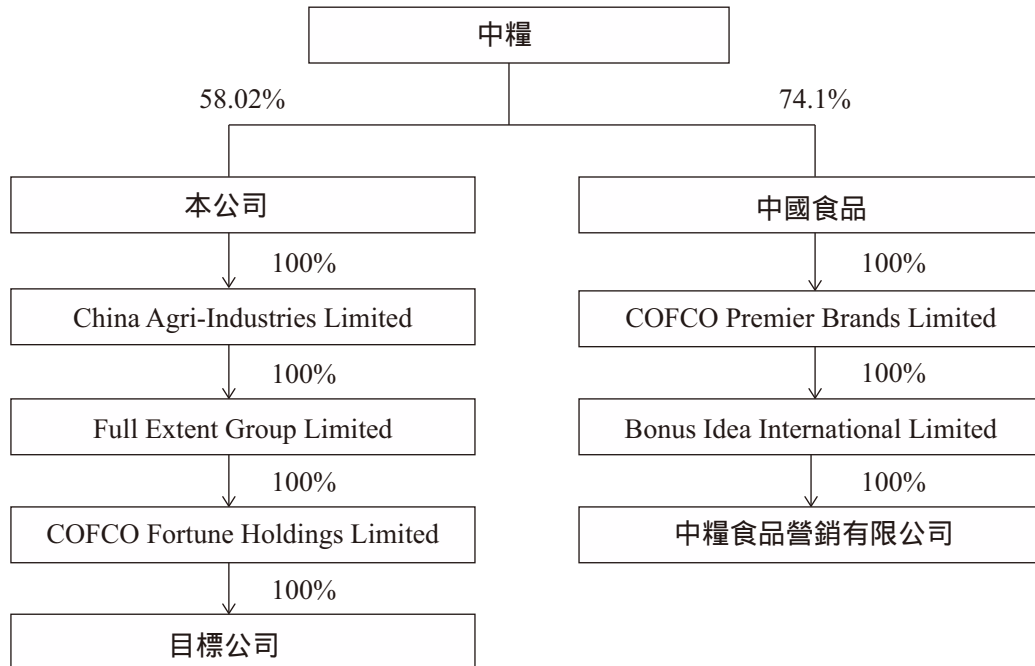 中糧
58.02%
74.1%
本公司
中國食品
100%
100%
China Agri-Industries Limited
COFCO Premier Brands Limited
100%
100%
Full Extent Group Limited
Bonus Idea International Limited
100%
100%
COFCO Fortune Holdings Limited
中糧食品營銷有限公司
100%
目標公司